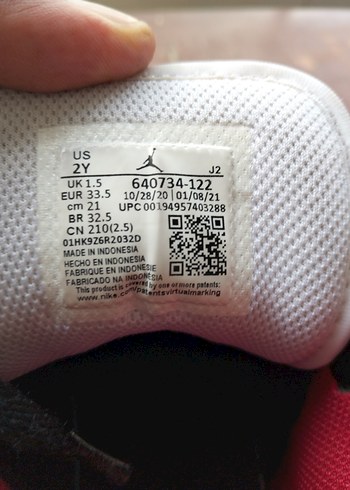 US
2Y
J2
UK 1.5
640734-122
EUR 33.5
10/28/20 | 01/08/21
cm 21
UPC 00194957403288
BR 32.5
CN 210(2.5)
01HK9Z6R2032D
MADE IN INDONESIA
HECHO EN INDONESIA
FABRIQUE EN INDONESIE
FABRICADO NA INDONESIA
This product is covered by one or more patents:
www.nike.com/patentsvirtualmarking